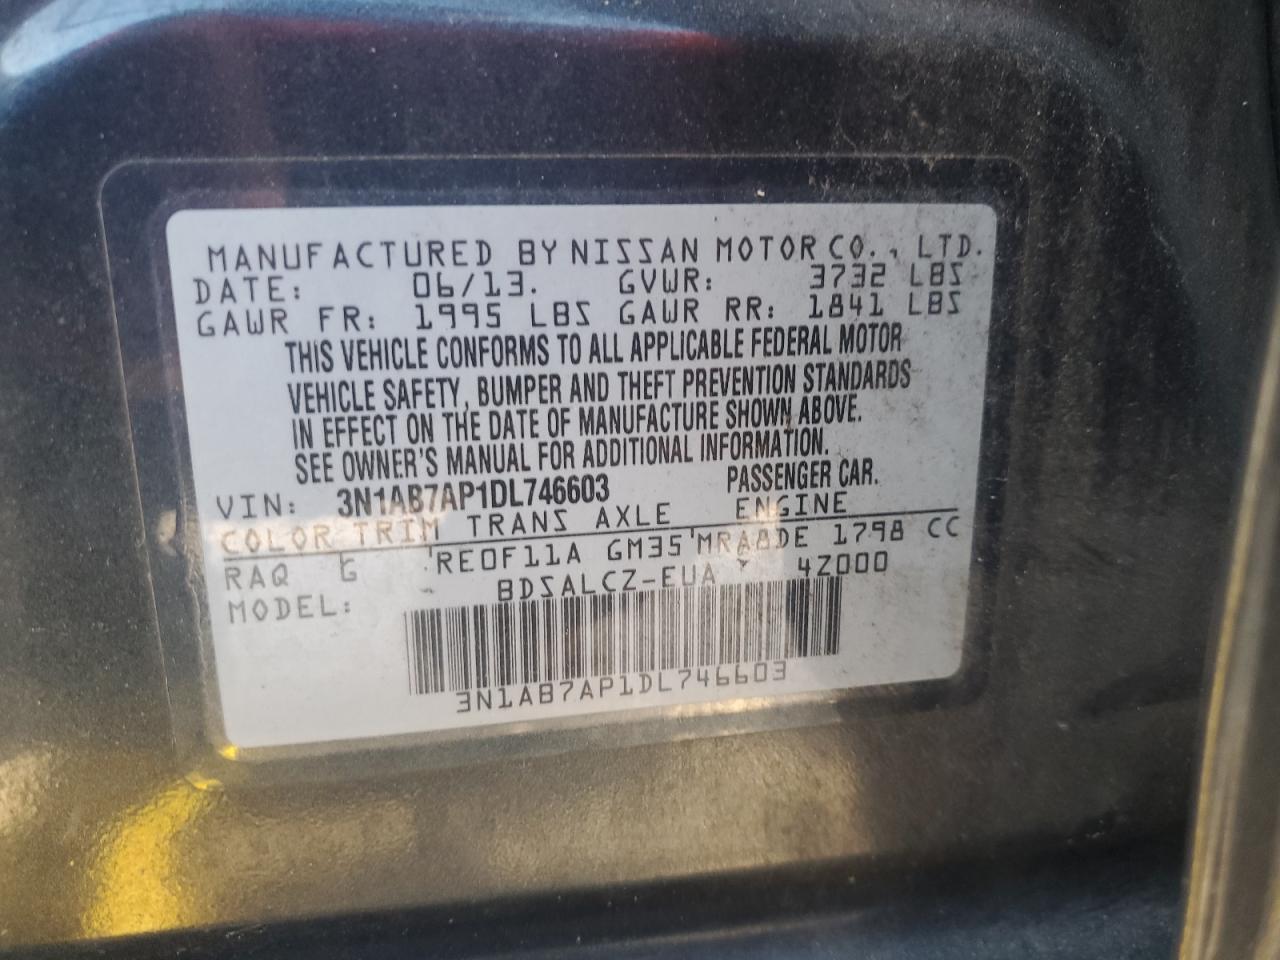 MANUFACTURED BY NISSAN MOTOR CO., LTD.
DATE: 06/13. GVWR: 3732 LBS
GAWR FR: 1995 LBS GAWR RR: 1841 LBS
THIS VEHICLE CONFORMS TO ALL APPLICABLE FEDERAL MOTOR
VEHICLE SAFETY, BUMPER AND THEFT PREVENTION STANDARDS
IN EFFECT ON THE DATE OF MANUFACTURE SHOWN ABOVE.
SEE OWNER'S MANUAL FOR ADDITIONAL INFORMATION.
VIN: 3N1AB7AP1DL746603 PASSENGER CAR.
COLOR TRIM TRANS AXLE ENGINE
RAQ G RE0F11A GM35 MRA8DE 1798 CC
MODEL: BDSALCZ-EUA 4Z000
3N1AB7AP1DL746603